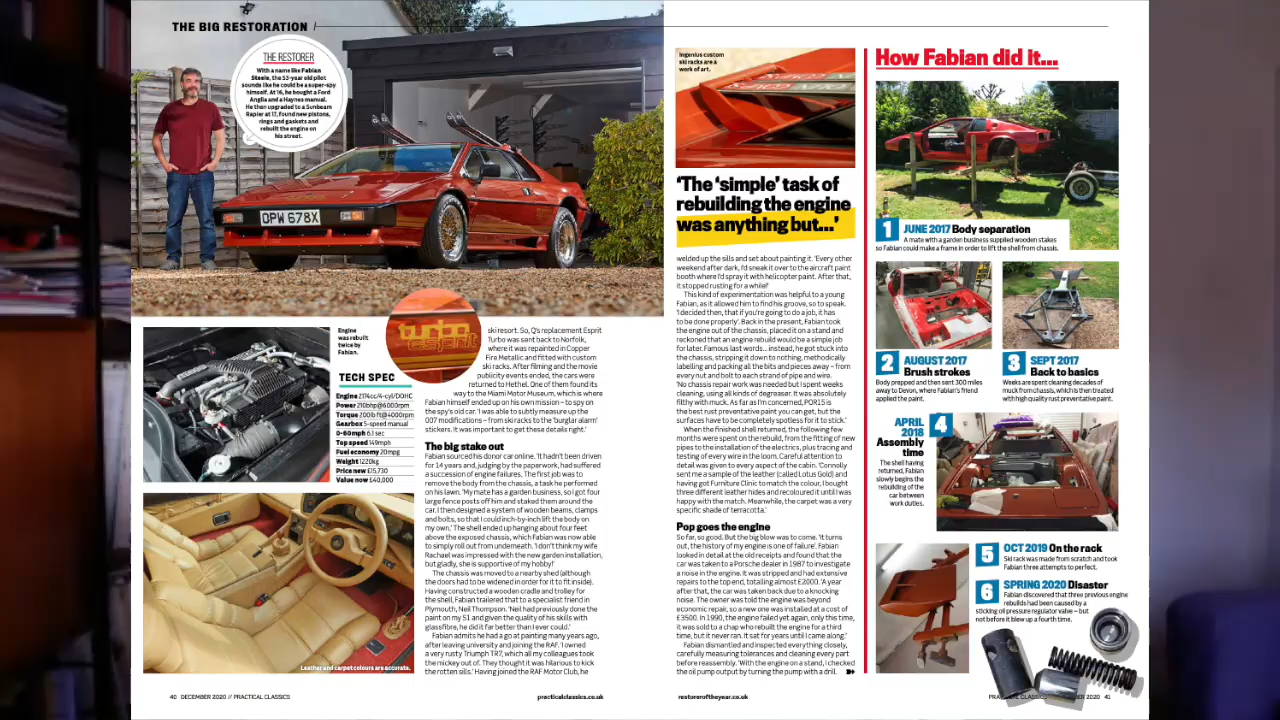 THE BIG RESTORATION
THE RESTORER
With a name like Fabian
Steele, the 53-year old pilot
sounds like he could be a super-spy
himself. At 16, he bought a Ford
Anglia and a Haynes manual.
He then upgraded to a Sunbeam
Rapier at 17, found new pistons,
rings and gaskets and
rebuilt the engine on
his street.
OPW 678X
Engine
was rebuilt
twice by
Fabian.
turbo
esprit
TECH SPEC
Engine 2174cc/4-cyl/DOHC
Power 210bhp@6000rpm
Torque 200lb ft@4000rpm
Gearbox 5-speed manual
0-60mph 6.1 sec
Top speed 149mph
Fuel economy 20mpg
Weight 1220kg
Price new £15,730
Value now £40,000
Leather and carpet colours are accurate.
ski resort. So, Q's replacement Esprit
Turbo was sent back to Norfolk,
where it was repainted in Copper
Fire Metallic and fitted with custom
ski racks. After filming and the movie
publicity events ended, the cars were
returned to Hethel. One of them found its
way to the Miami Motor Museum, which is where
Fabian himself ended up on his own mission – to spy on
the spy's old car. 'I was able to subtly measure up the
007 modifications – from ski racks to the 'burglar alarm'
stickers. It was important to get these details right.'
The big stake out
Fabian sourced his donor car online. 'It hadn't been driven
for 14 years and, judging by the paperwork, had suffered
a succession of engine failures. The first job was to
remove the body from the chassis, a task he performed
on his lawn. 'My mate has a garden business, so I got four
large fence posts off him and staked them around the
car. I then designed a system of wooden beams, clamps
and bolts, so that I could inch-by-inch lift the body on
my own.' The shell ended up hanging about four feet
above the exposed chassis, which Fabian was now able
to simply roll out from underneath. 'I don't think my wife
Rachael was impressed with the new garden installation,
but gladly, she is supportive of my hobby!'
The chassis was moved to a nearby shed (although
the doors had to be widened in order for it to fit inside).
Having constructed a wooden cradle and trolley for
the shell, Fabian trailered that to a specialist friend in
Plymouth, Neil Thompson. 'Neil had previously done the
paint on my S1 and given the quality of his skills with
glassfibre, he did it far better than I ever could.'
Fabian admits he had a go at painting many years ago,
after leaving university and joining the RAF. 'I owned
a very rusty Triumph TR7, which all my colleagues took
the mickey out of. They thought it was hilarious to kick
the rotten sills.' Having joined the RAF Motor Club, he
40 DECEMBER 2020 // PRACTICAL CLASSICS
practicalclassics.co.uk
Ingenius custom
ski racks are a
work of art.
'The 'simple' task of
rebuilding the engine
was anything but...'
welded up the sills and set about painting it. 'Every other
weekend after dark, I'd sneak it over to the aircraft paint
booth where I'd spray it with helicopter paint. After that,
it stopped rusting for a while!'
This kind of experimentation was helpful to a young
Fabian, as it allowed him to find his groove, so to speak.
'I decided then, that if you're going to do a job, it has
to be done properly'. Back in the present, Fabian took
the engine out of the chassis, placed it on a stand and
reckoned that an engine rebuild would be a simple job
for later. Famous last words... instead, he got stuck into
the chassis, stripping it down to nothing, methodically
labelling and packing all the bits and pieces away – from
every nut and bolt to each strand of pipe and wire.
'No chassis repair work was needed but I spent weeks
cleaning, using all kinds of degreaser. It was absolutely
filthy with muck. As far as I'm concerned, POR15 is
the best rust preventative paint you can get, but the
surfaces have to be completely spotless for it to stick.'
When the finished shell returned, the following few
months were spent on the rebuild, from the fitting of new
pipes to the installation of the electrics, plus tracing and
testing of every wire in the loom. Careful attention to
detail was given to every aspect of the cabin. 'Connolly
sent me a sample of the leather (called Lotus Gold) and
having got Furniture Clinic to match the colour, I bought
three different leather hides and recoloured it until I was
happy with the match. Meanwhile, the carpet was a very
specific shade of terracotta.'
Pop goes the engine
So far, so good. But the big blow was to come. 'It turns
out, the history of my engine is one of failure'. Fabian
looked in detail at the old receipts and found that the
car was taken to a Porsche dealer in 1987 to investigate
a noise in the engine. It was stripped and had extensive
repairs to the top end, totalling almost £2000. 'A year
after that, the car was taken back due to a knocking
noise. The owner was told the engine was beyond
economic repair, so a new one was installed at a cost of
£3500. In 1990, the engine failed yet again, only this time,
it was sold to a chap who rebuilt the engine for a third
time, but it never ran. It sat for years until I came along.'
Fabian dismantled and inspected everything closely,
carefully measuring tolerances and cleaning every part
before reassembly. 'With the engine on a stand, I checked
the oil pump output by turning the pump with a drill.
restoreroftheyear.co.uk
How Fabian did it...
1 JUNE 2017 Body separation
A mate with a garden business supplied wooden stakes
so Fabian could make a frame in order to lift the shell from chassis.
2 AUGUST 2017
Brush strokes
Body prepped and then sent 300 miles
away to Devon, where Fabian's friend
applied the paint.
3 SEPT 2017
Back to basics
Weeks are spent cleaning decades of
muck from chassis, which is then treated
with high quality rust preventative paint.
4 APRIL
2018
Assembly
time
The shell having
returned, Fabian
slowly begins the
rebuilding of the
car between
work duties.
5 OCT 2019 On the rack
Ski rack was made from scratch and took
Fabian three attempts to perfect.
6 SPRING 2020 Disaster
Fabian discovered that three previous engine
rebuilds had been caused by a
sticking oil pressure regulator valve – but
not before it blew up a fourth time.
2020 41